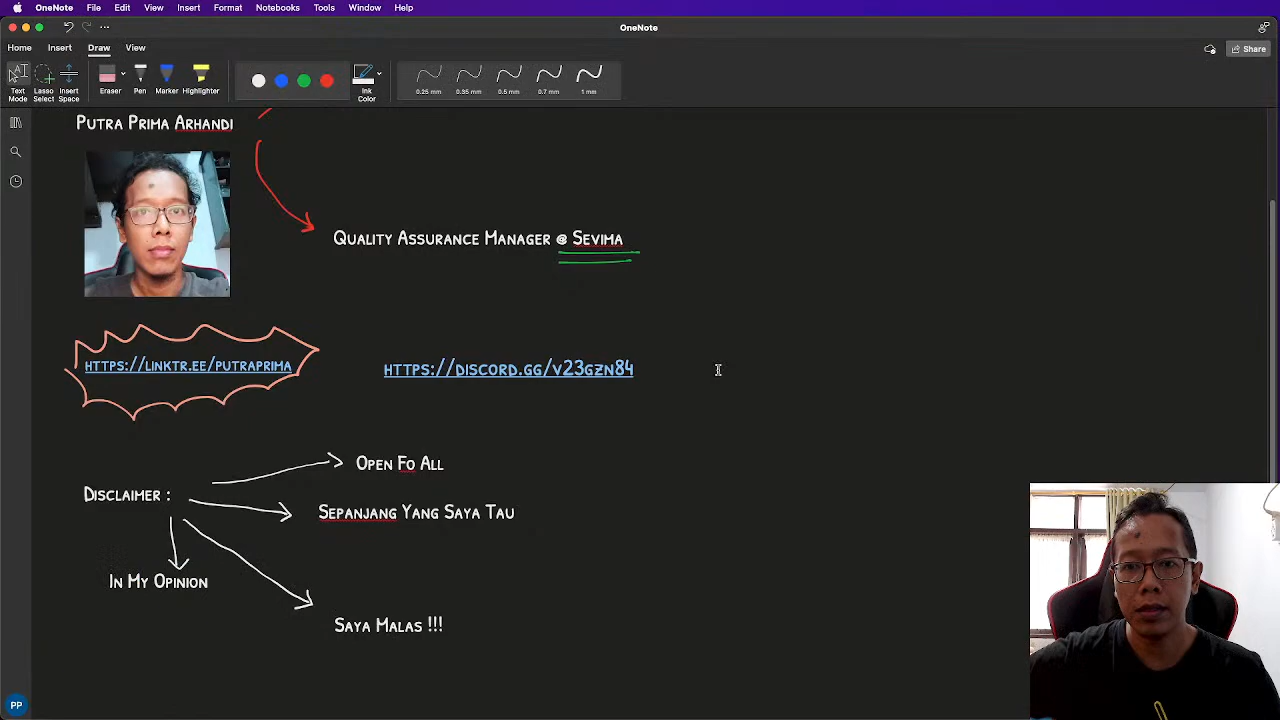 OneNote File Edit View Insert Format Notebooks Tools Window Help
OneNote
Home Insert Draw View
Share
Text Mode
Lasso Select
Insert Space
Eraser
Pen
Marker
Highlighter
Ink Color
0.25 mm
0.35 mm
0.5 mm
0.7 mm
1 mm
Putra Prima Arhandi
Quality Assurance Manager @ Sevima
https://linktr.ee/putraprima
https://discord.gg/v23gzn84
Open Fo All
Disclaimer :
Sepanjang Yang Saya Tau
In My Opinion
Saya Malas !!!
PP